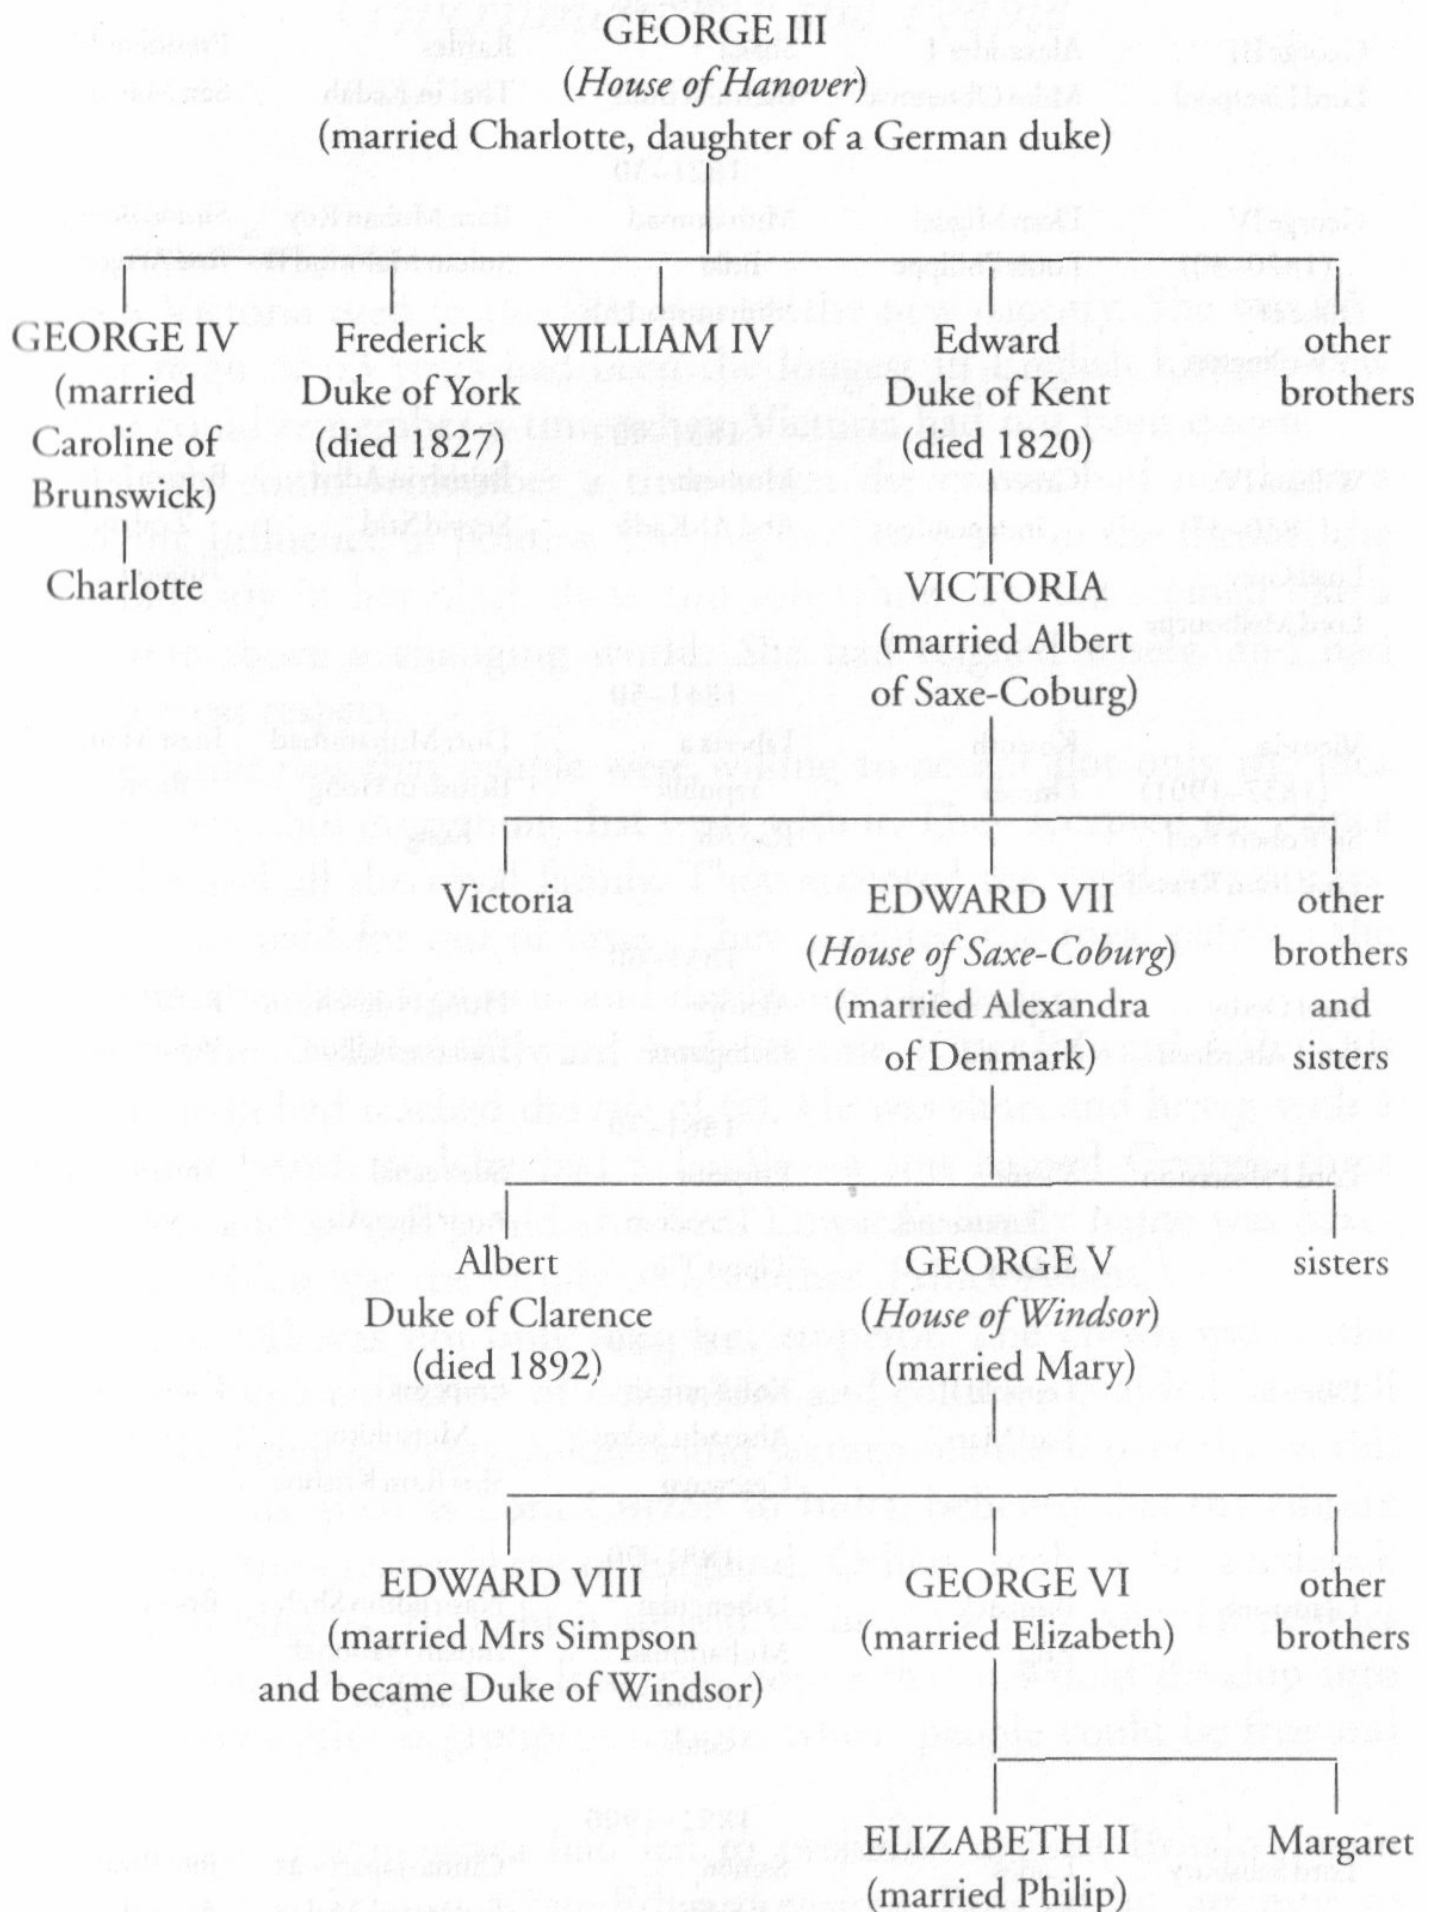 GEORGE III
(House of Hanover)
(married Charlotte, daughter of a German duke)
GEORGE IV
(married
Caroline of
Brunswick)
Charlotte
Frederick
Duke of York
(died 1827)
WILLIAM IV
Edward
Duke of Kent
(died 1820)
other
brothers
VICTORIA
(married Albert
of Saxe-Coburg)
Victoria
EDWARD VII
(House of Saxe-Coburg)
(married Alexandra
of Denmark)
other
brothers
and
sisters
Albert
Duke of Clarence
(died 1892)
GEORGE V
(House of Windsor)
(married Mary)
sisters
EDWARD VIII
(married Mrs Simpson
and became Duke of Windsor)
GEORGE VI
(married Elizabeth)
other
brothers
ELIZABETH II
(married Philip)
Margaret